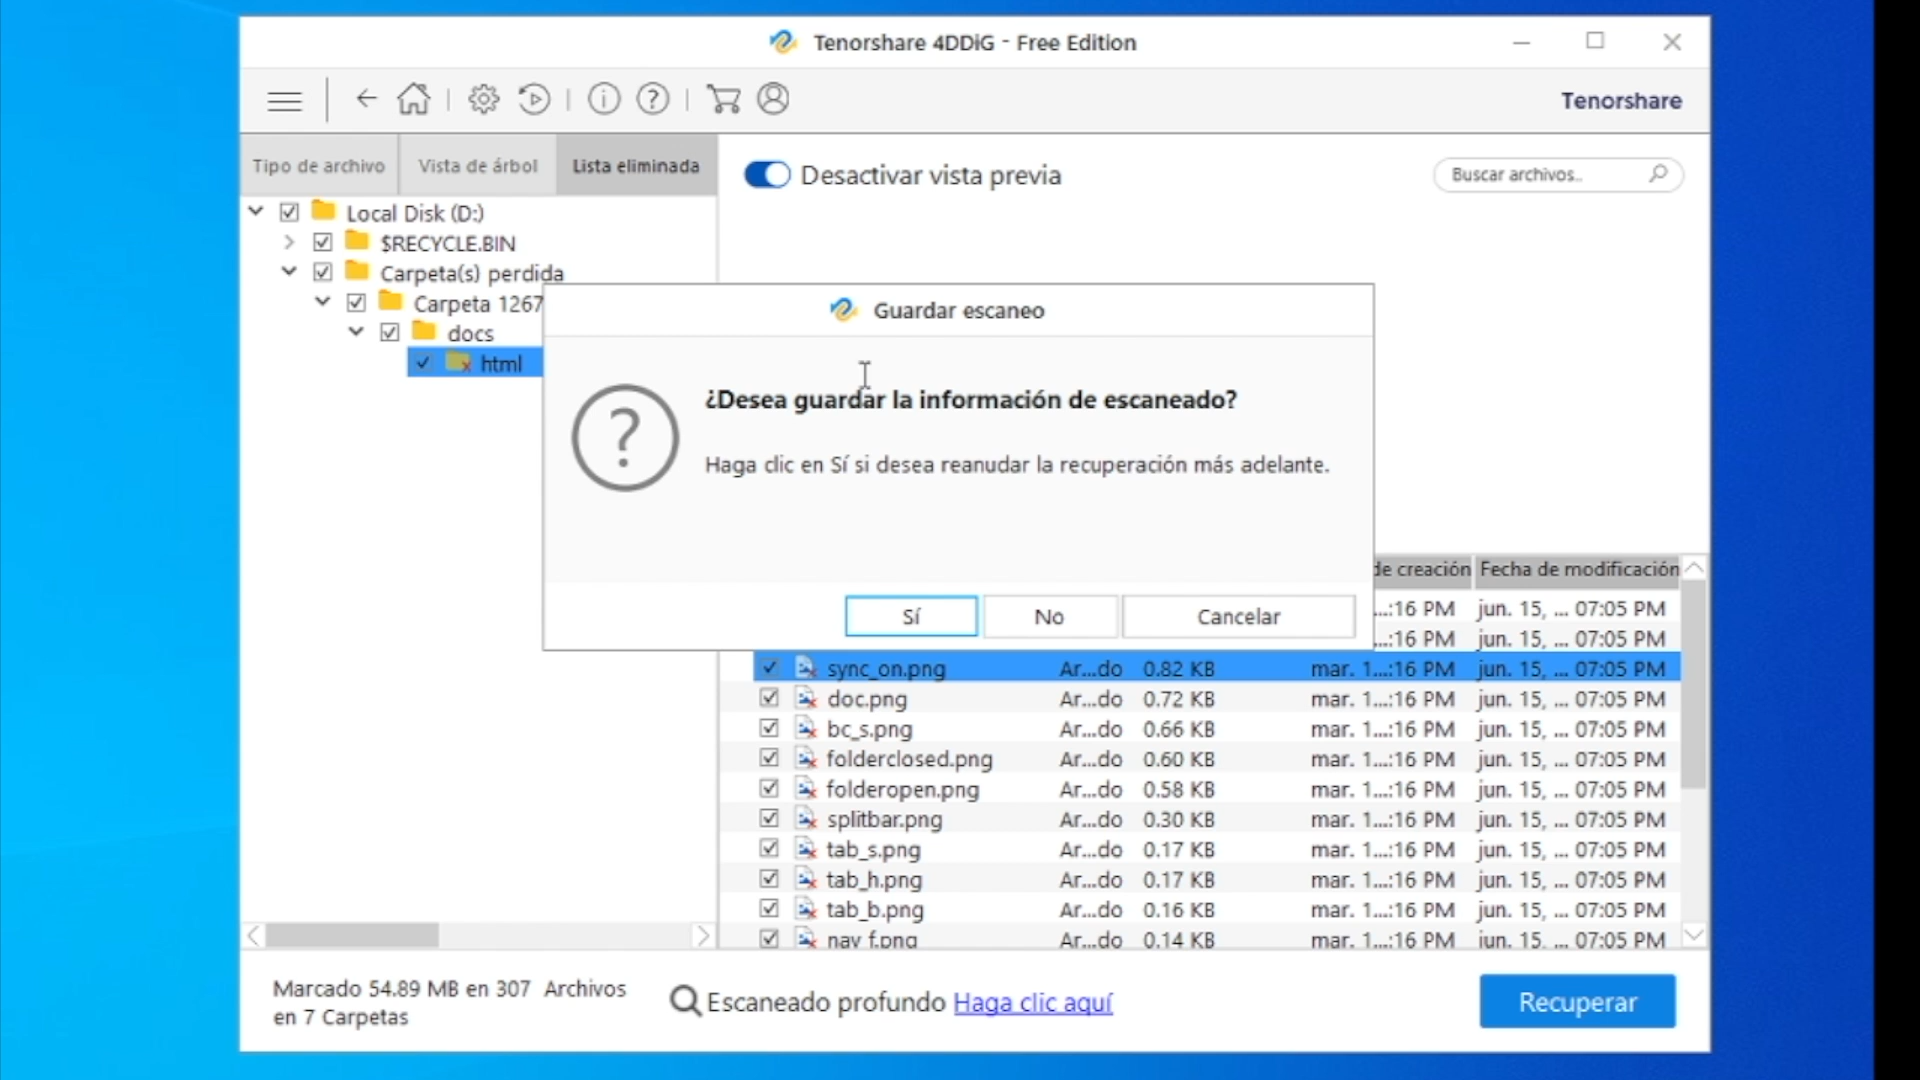 Tenorshare 4DDiG - Free Edition
Tenorshare
Tipo de archivo
Vista de árbol
Lista eliminada
Desactivar vista previa
Buscar archivos..
Local Disk (D:)
$RECYCLE.BIN
Carpeta(s) perdida
Carpeta 1267
docs
html
Guardar escaneo
¿Desea guardar la información de escaneado?
Haga clic en Sí si desea reanudar la recuperación más adelante.
Sí
No
Cancelar
de creación Fecha de modificación
...:16 PM jun. 15, ... 07:05 PM
...:16 PM jun. 15, ... 07:05 PM
sync_on.png Ar...do 0.82 KB mar. 1...:16 PM jun. 15, ... 07:05 PM
doc.png Ar...do 0.72 KB mar. 1...:16 PM jun. 15, ... 07:05 PM
bc_s.png Ar...do 0.66 KB mar. 1...:16 PM jun. 15, ... 07:05 PM
folderclosed.png Ar...do 0.60 KB mar. 1...:16 PM jun. 15, ... 07:05 PM
folderopen.png Ar...do 0.58 KB mar. 1...:16 PM jun. 15, ... 07:05 PM
splitbar.png Ar...do 0.30 KB mar. 1...:16 PM jun. 15, ... 07:05 PM
tab_s.png Ar...do 0.17 KB mar. 1...:16 PM jun. 15, ... 07:05 PM
tab_h.png Ar...do 0.17 KB mar. 1...:16 PM jun. 15, ... 07:05 PM
tab_b.png Ar...do 0.16 KB mar. 1...:16 PM jun. 15, ... 07:05 PM
nav_f.png Ar...do 0.14 KB mar. 1...:16 PM jun. 15, ... 07:05 PM
Marcado 54.89 MB en 307 Archivos
en 7 Carpetas
Escaneado profundo Haga clic aquí
Recuperar